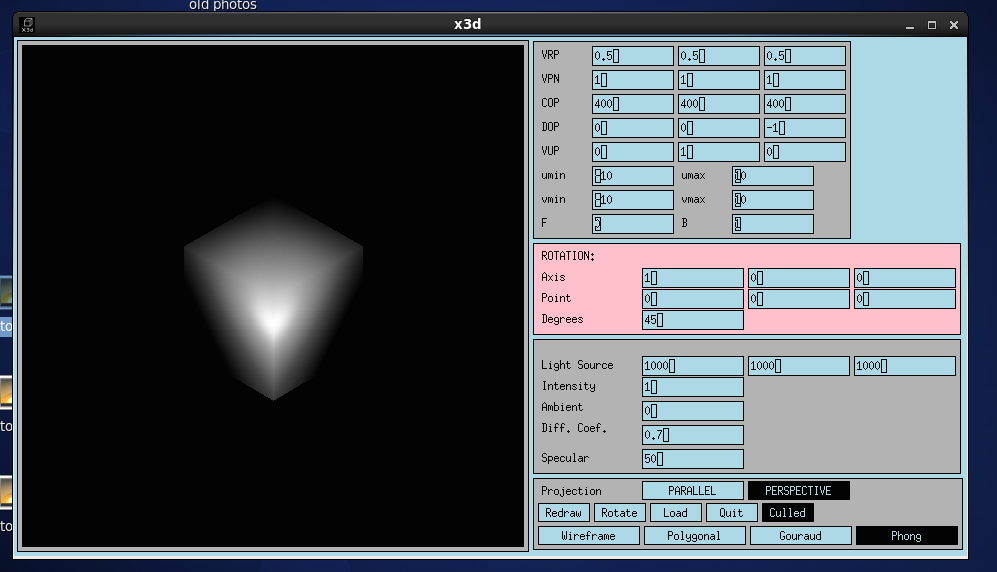 old photos
x3d
X3d
VRP 0.5 0.5 0.5
VPN 1 1 1
COP 400 400 400
DOP 0 0 -1
VUP 0 1 0
umin -10 umax 10
vmin -10 vmax 10
F B
ROTATION:
Axis 1 0 0
Point 0 0 0
Degrees 45
Light Source 1000 1000 1000
Intensity 1
Ambient 0
Diff. Coef. 0.7
Specular 50
Projection PARALLEL PERSPECTIVE
Redraw Rotate Load Quit Culled
Wireframe Polygonal Gouraud Phong
to
to
to